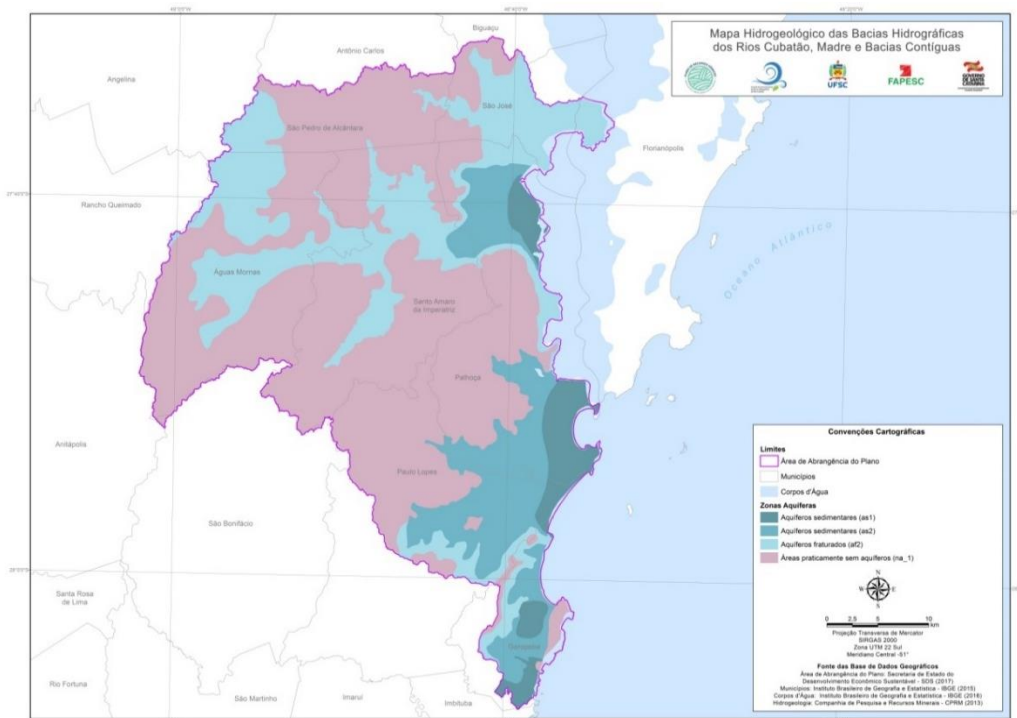 Mapa Hidrogeológico das Bacias Hidrográficas
dos Rios Cubatão, Madre e Bacias Contíguas
UFSC
FAPESC
GOVERNO
DE SANTA
CATARINA
Biguaçu
Antônio Carlos
Angelina
São José
São Pedro de Alcântara
Florianópolis
Rancho Queimado
Oceano Atlântico
Águas Mornas
Santo Amaro
da Imperatriz
Palhoça
Anitápolis
Paulo Lopes
São Bonifácio
Santa Rosa
de Lima
Garopaba
Rio Fortuna
São Martinho
Imaruí
Imbituba
Convenções Cartográficas
Limites
Área de Abrangência do Plano
Municípios
Corpos d'Água
Zonas Aquíferas
Aquíferos sedimentares (as1)
Aquíferos sedimentares (as2)
Aquíferos fraturados (af2)
Áreas praticamente sem aquíferos (na_1)
N
W
E
S
0 2,5 5 10
km
Projeção Transversa de Mercator
SIRGAS 2000
Zona UTM 22 Sul
Meridiano Central -51°
Fonte das Base de Dados Geográficos
Área de Abrangência do Plano: Secretaria de Estado do
Desenvolvimento Econômico Sustentável - SDS (2017)
Municípios: Instituto Brasileiro de Geografia e Estatística - IBGE (2015)
Corpos d'Água: Instituto Brasileiro de Geografia e Estatística - IBGE (2016)
Hidrogeologia: Companhia de Pesquisa e Recursos Minerais - CPRM (2013)